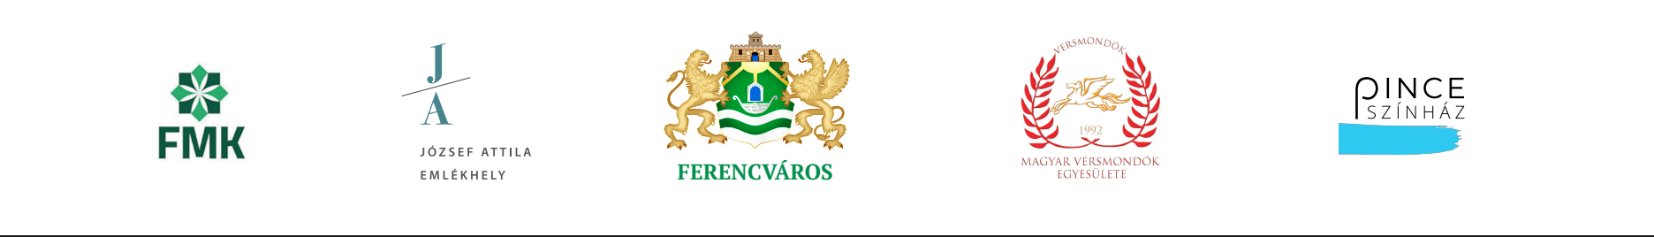 FMK
J
A
JÓZSEF ATTILA
EMLÉKHELY
FERENCVÁROS
VERSMONDÓK
1992
MAGYAR VERSMONDÓK
EGYESÜLETE
PINCE
SZÍNHÁZ